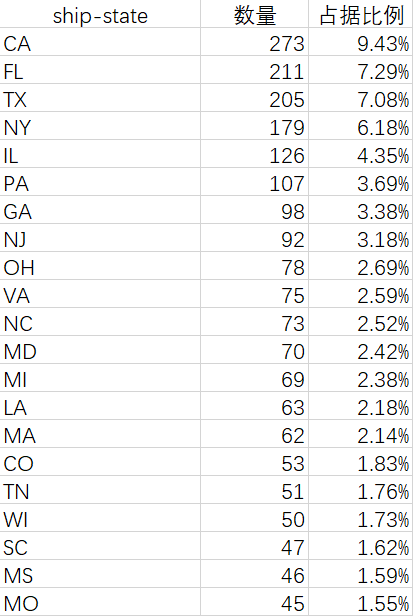 ship-state 数量 占据比例
CA 273 9.43%
FL 211 7.29%
TX 205 7.08%
NY 179 6.18%
IL 126 4.35%
PA 107 3.69%
GA 98 3.38%
NJ 92 3.18%
OH 78 2.69%
VA 75 2.59%
NC 73 2.52%
MD 70 2.42%
MI 69 2.38%
LA 63 2.18%
MA 62 2.14%
CO 53 1.83%
TN 51 1.76%
WI 50 1.73%
SC 47 1.62%
MS 46 1.59%
MO 45 1.55%